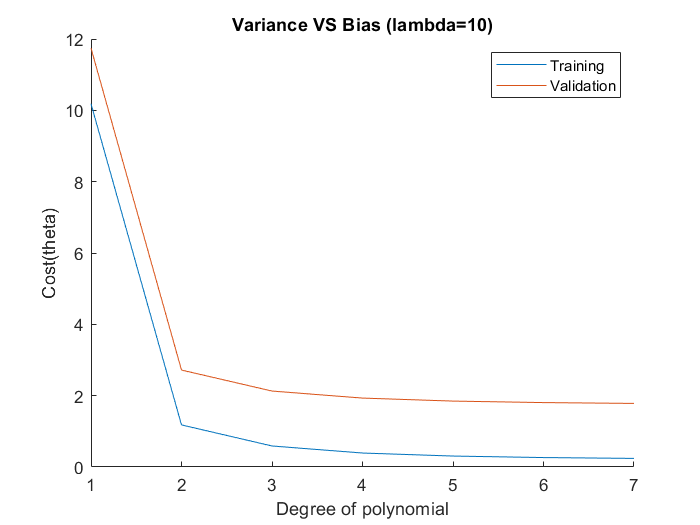 Variance VS Bias (lambda=10)
Training
Validation
12
10
8
6
4
2
0
Cost(theta)
1 2 3 4 5 6 7
Degree of polynomial